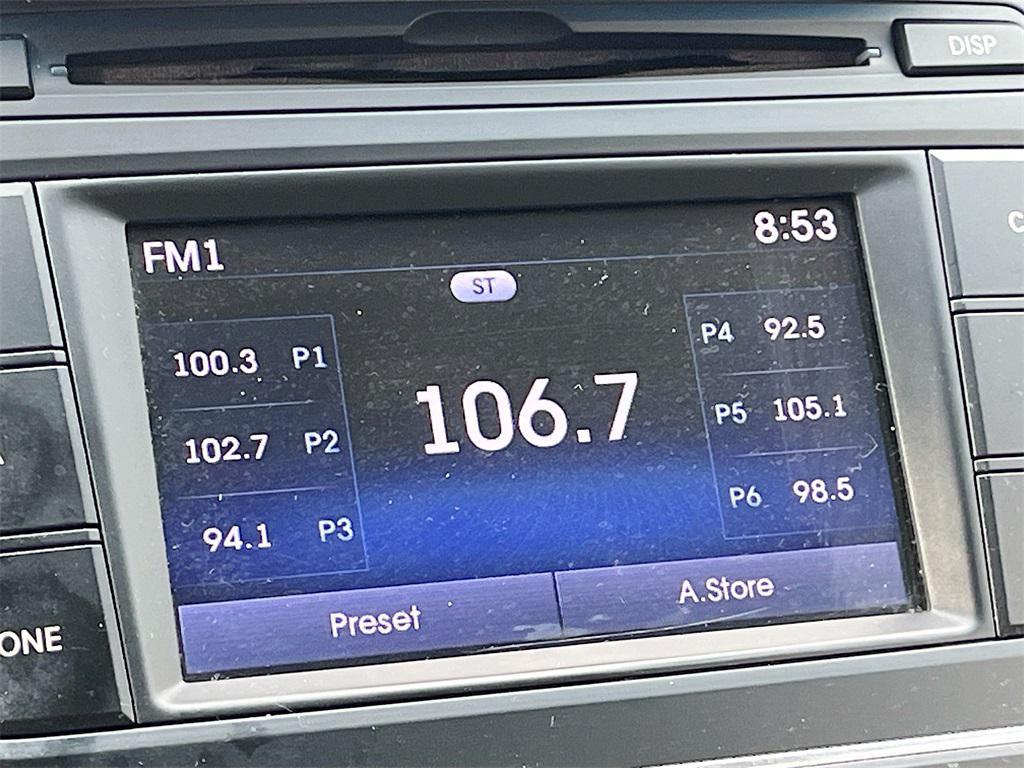 DISP
FM1
8:53
ST
100.3 P1
102.7 P2
94.1 P3
106.7
P4 92.5
P5 105.1
P6 98.5
Preset
A.Store
ONE